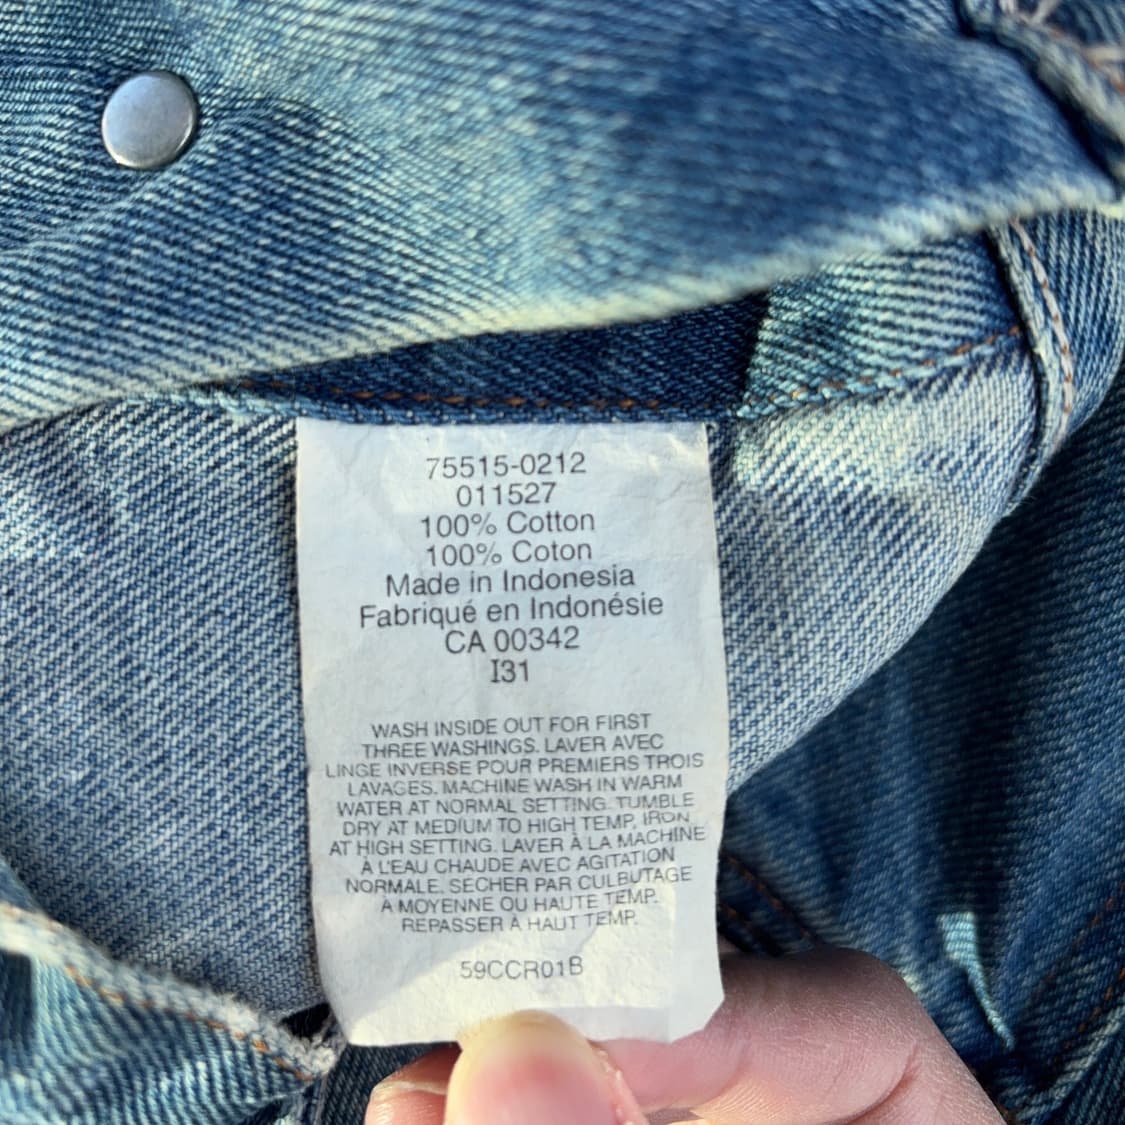 75515-0212
011527
100% Cotton
100% Coton
Made in Indonesia
Fabriqué en Indonésie
CA 00342
I31
WASH INSIDE OUT FOR FIRST
THREE WASHINGS. LAVER AVEC
LINGE INVERSE POUR PREMIERS TROIS
LAVAGES. MACHINE WASH IN WARM
WATER AT NORMAL SETTING. TUMBLE
DRY AT MEDIUM TO HIGH TEMP, IRON
AT HIGH SETTING. LAVER À LA MACHINE
À L'EAU CHAUDE AVEC AGITATION
NORMALE. SECHER PAR CULBUTAGE
À MOYENNE OU HAUTE TEMP.
REPASSER À HAUT TEMP.
59CCR01B